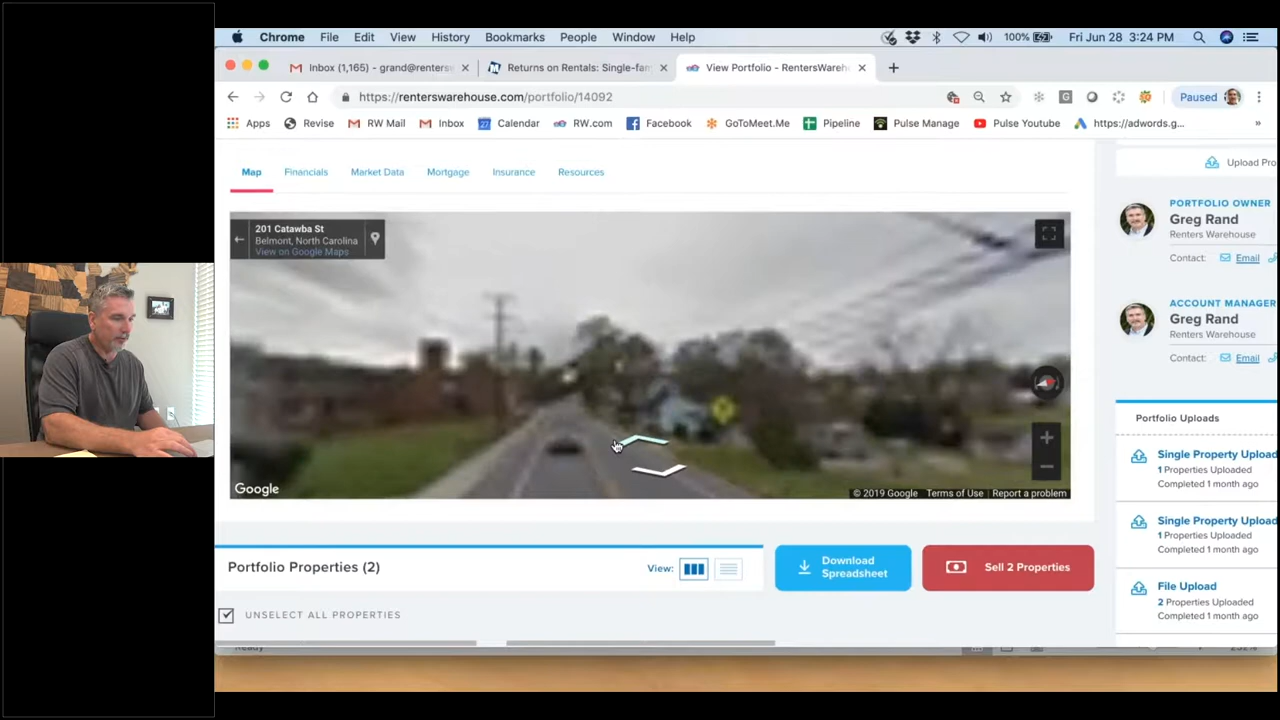 Chrome File Edit View History Bookmarks People Window Help 100% Fri Jun 28 3:24 PM
Inbox (1,165) - grand@rentersw
Returns on Rentals: Single-fam
View Portfolio - RentersWareh
https://renterswarehouse.com/portfolio/14092
Paused
Apps Revise RW Mail Inbox Calendar RW.com Facebook GoToMeet.Me Pipeline Pulse Manage Pulse Youtube https://adwords.g...
Map Financials Market Data Mortgage Insurance Resources
201 Catawba St
Belmont, North Carolina
View on Google Maps
Google
© 2019 Google Terms of Use Report a problem
Portfolio Properties (2)
View:
Download
Spreadsheet
Sell 2 Properties
UNSELECT ALL PROPERTIES
Upload Pro
PORTFOLIO OWNER
Greg Rand
Renters Warehouse
Contact: Email
ACCOUNT MANAGER
Greg Rand
Renters Warehouse
Contact: Email
Portfolio Uploads
Single Property Upload
1 Properties Uploaded
Completed 1 month ago
Single Property Upload
1 Properties Uploaded
Completed 1 month ago
File Upload
2 Properties Uploaded
Completed 1 month ago